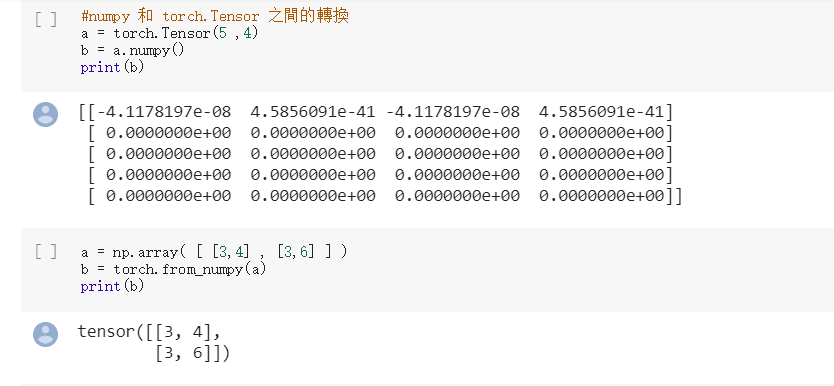 [ ] #numpy 和 torch.Tensor 之間的轉換
a = torch.Tensor(5 ,4)
b = a.numpy()
print(b)
[[-4.1178197e-08  4.5856091e-41 -4.1178197e-08  4.5856091e-41]
[ 0.0000000e+00  0.0000000e+00  0.0000000e+00  0.0000000e+00]
[ 0.0000000e+00  0.0000000e+00  0.0000000e+00  0.0000000e+00]
[ 0.0000000e+00  0.0000000e+00  0.0000000e+00  0.0000000e+00]
[ 0.0000000e+00  0.0000000e+00  0.0000000e+00  0.0000000e+00]]
[ ] a = np.array( [ [3,4] , [3,6] ] )
b = torch.from_numpy(a)
print(b)
tensor([[3, 4],
[3, 6]])